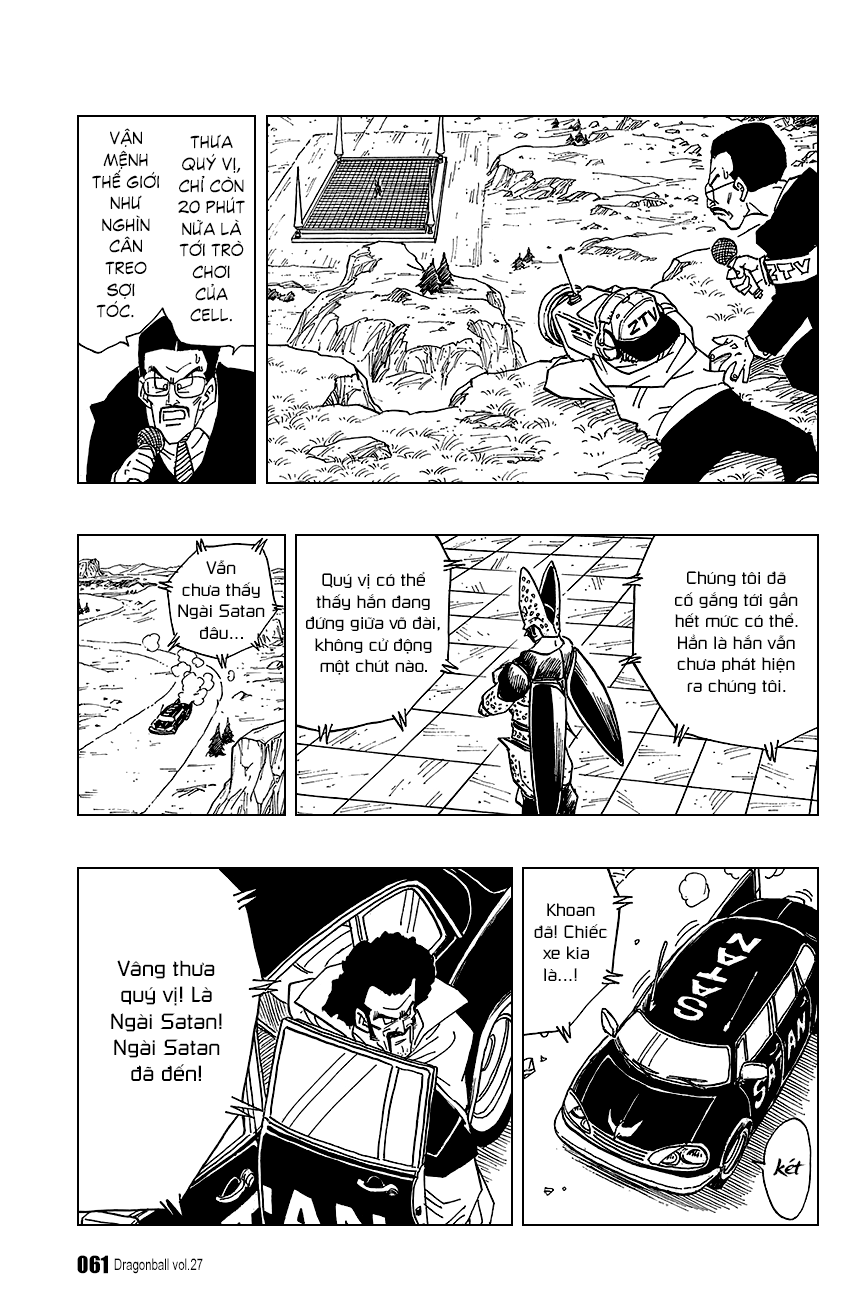 ZTV
ZTV
THƯA
QUÝ VỊ,
CHỈ CÒN
20 PHÚT
NỮA LÀ
TỚI TRÒ
CHƠI
CỦA
CELL.
VẬN
MỆNH
THẾ GIỚI
NHƯ
NGHÌN
CÂN
TREO
SỢI
TÓC.
Chúng tôi đã
cố gắng tới gần
hết mức có thể.
Hẳn là hắn vẫn
chưa phát hiện
ra chúng tôi.
Quý vị có thể
thấy hắn đang
đứng giữa võ đài,
không cử động
một chút nào.
Vẫn
chưa thấy
Ngài Satan
đâu...
Khoan
đã! Chiếc
xe kia
là...!
SATAN
SATAN
két
Vâng thưa
quý vị! Là
Ngài Satan!
Ngài Satan
đã đến!
TAN
061 Dragonball vol.27